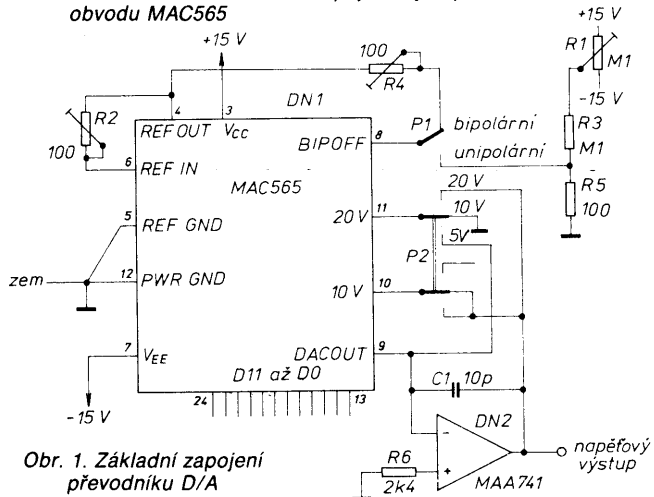 obvodu MAC565
+15 V
+15 V
R1
M1
-15 V
100
R4
DN1
4
3
R2
100
REF OUT
VCC
BIPOFF
8
P1
bipolární
unipolární
R3
M1
6
REF IN
MAC565
20 V
10 V
5V
R5
100
5
REF GND
20 V
11
P2
zem
12
PWR GND
10 V
10
7
VEE
DACOUT
9
-15 V
D11 až D0
24
13
C1
10p
DN2
-
+
R6
2k4
MAA741
napěťový
výstup
Obr. 1. Základní zapojení
převodníku D/A